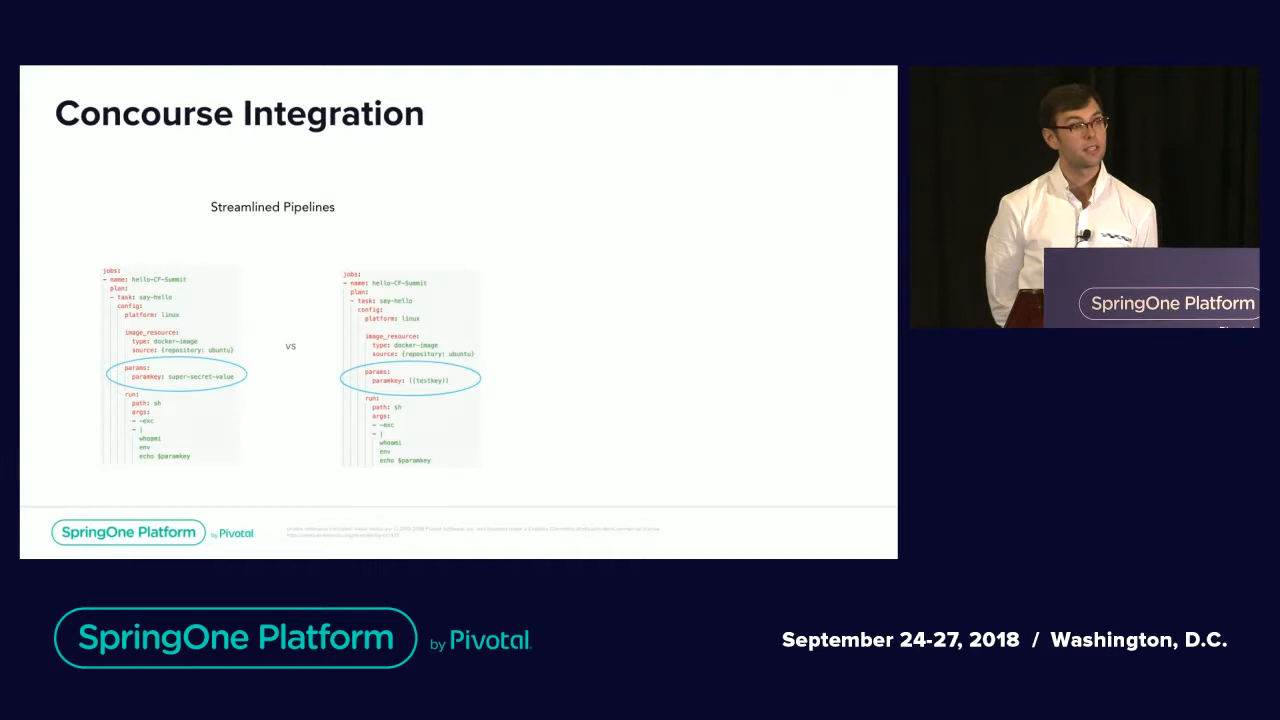 Concourse Integration
Streamlined Pipelines
jobs:
- name: hello-CF-Summit
plan:
- task: say-hello
config:
platform: linux
image_resource:
type: docker-image
source: {repository: ubuntu}
params:
paramkey: super-secret-value
run:
path: sh
args:
- -exc
- |
whoami
env
echo $paramkey
vs
jobs:
- name: hello-CF-Summit
plan:
- task: say-hello
config:
platform: linux
image_resource:
type: docker-image
source: {repository: ubuntu}
params:
paramkey: ((testkey))
run:
path: sh
args:
- -exc
- |
whoami
env
echo $paramkey
SpringOne Platform by Pivotal
SpringOne Platform
SpringOne Platform by Pivotal
September 24-27, 2018 / Washington, D.C.